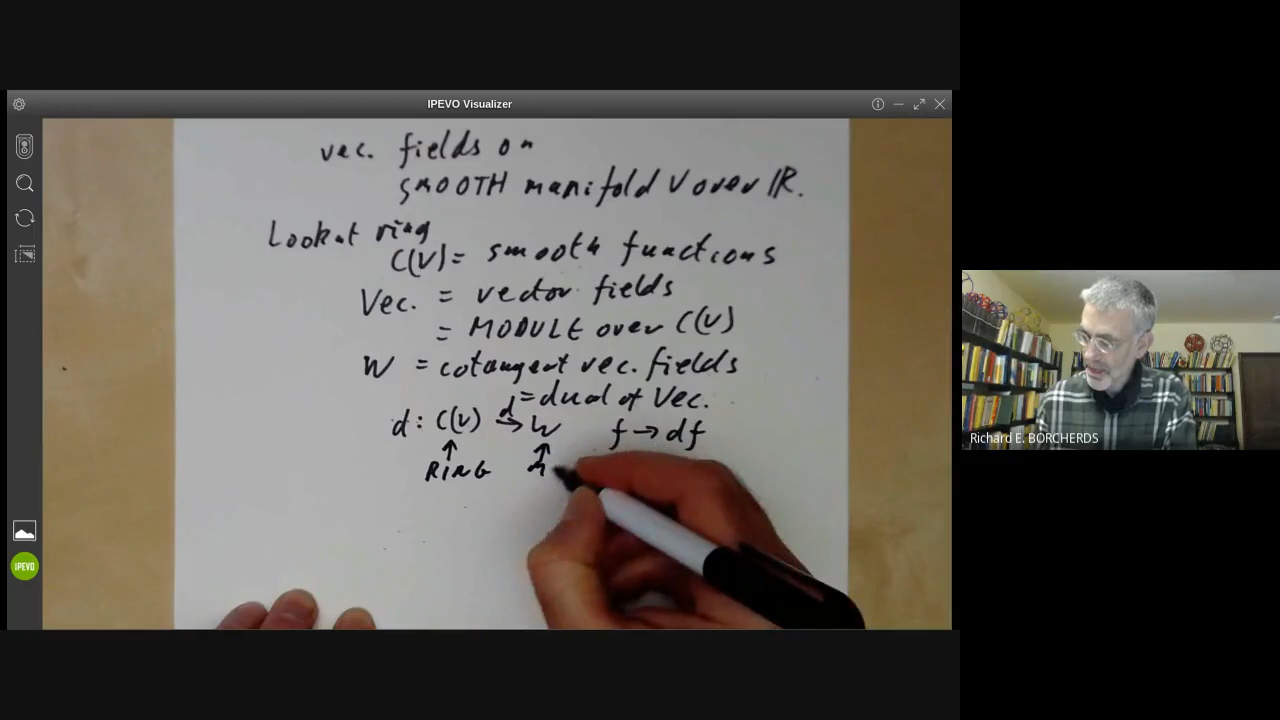 IPEVO Visualizer
vec. fields on
SMOOTH manifold V over IR.
Look at ring
C(V) = smooth functions
Vec. = vector fields
= MODULE over C(V)
W = cotangent vec. fields
= dual of Vec.
d : C(V) →d W f → df
↑ ↑
RING M
IPEVO
Richard E. BORCHERDS